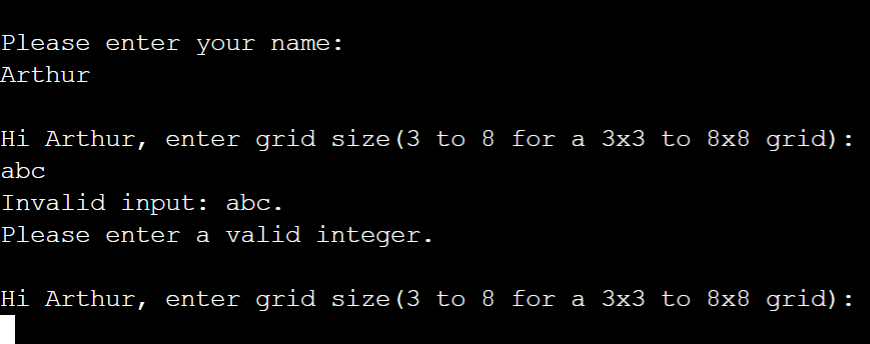 Please enter your name:
Arthur
Hi Arthur, enter grid size(3 to 8 for a 3x3 to 8x8 grid):
abc
Invalid input: abc.
Please enter a valid integer.
Hi Arthur, enter grid size(3 to 8 for a 3x3 to 8x8 grid):